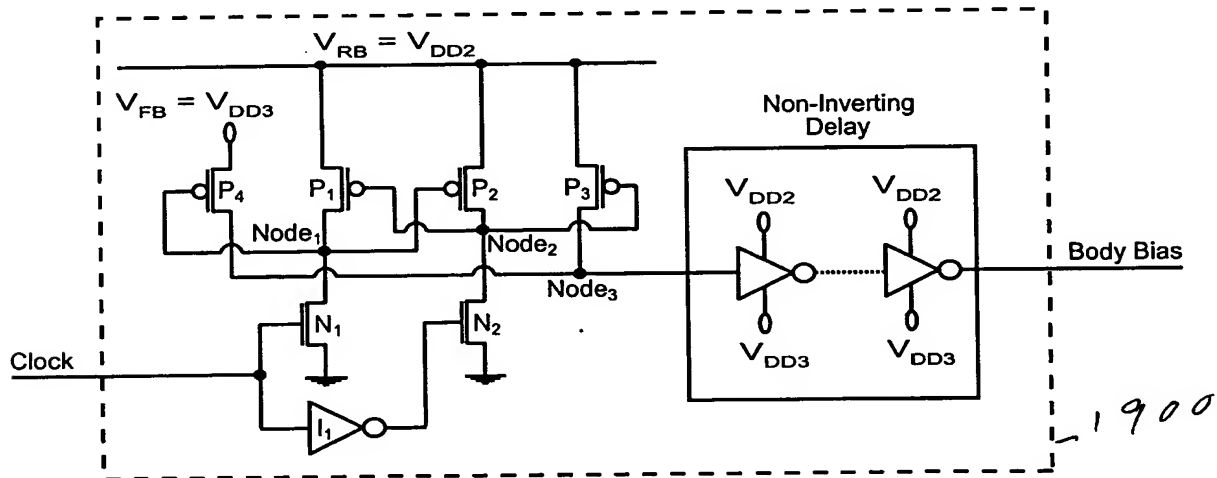 V_RB = V_DD2
V_FB = V_DD3
Non-Inverting
Delay
P_4
P_1
P_2
P_3
V_DD2
V_DD2
Node_1
Node_2
Node_3
Body Bias
N_1
N_2
V_DD3
V_DD3
Clock
I_1
1900